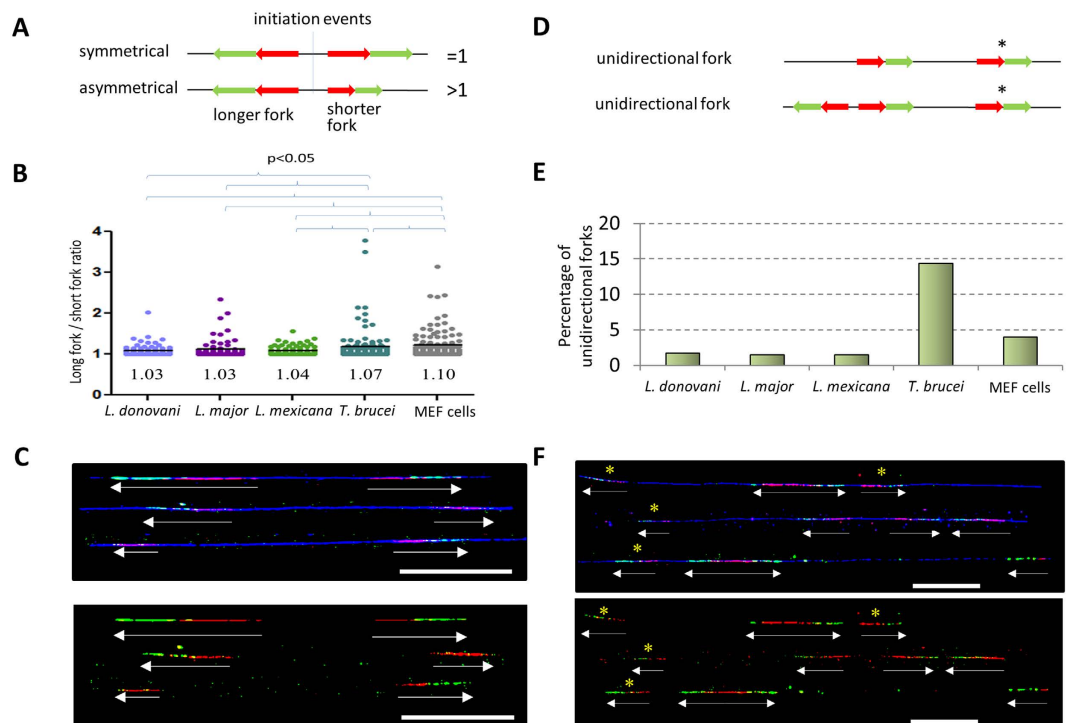 A
initiation events
symmetrical
=1
asymmetrical
>1
longer fork
shorter
fork
B
p<0.05
Long fork / short fork ratio
4
3
2
1
0
1.03
1.03
1.04
1.07
1.10
L. donovani
L. major
L. mexicana
T. brucei
MEF cells
C
D
*
unidirectional fork
*
unidirectional fork
E
Percentage of
unidirectional forks
20
15
10
5
0
L. donovani
L. major
L. mexicana
T. brucei
MEF cells
F
*
*
*
*
*
*
*
*